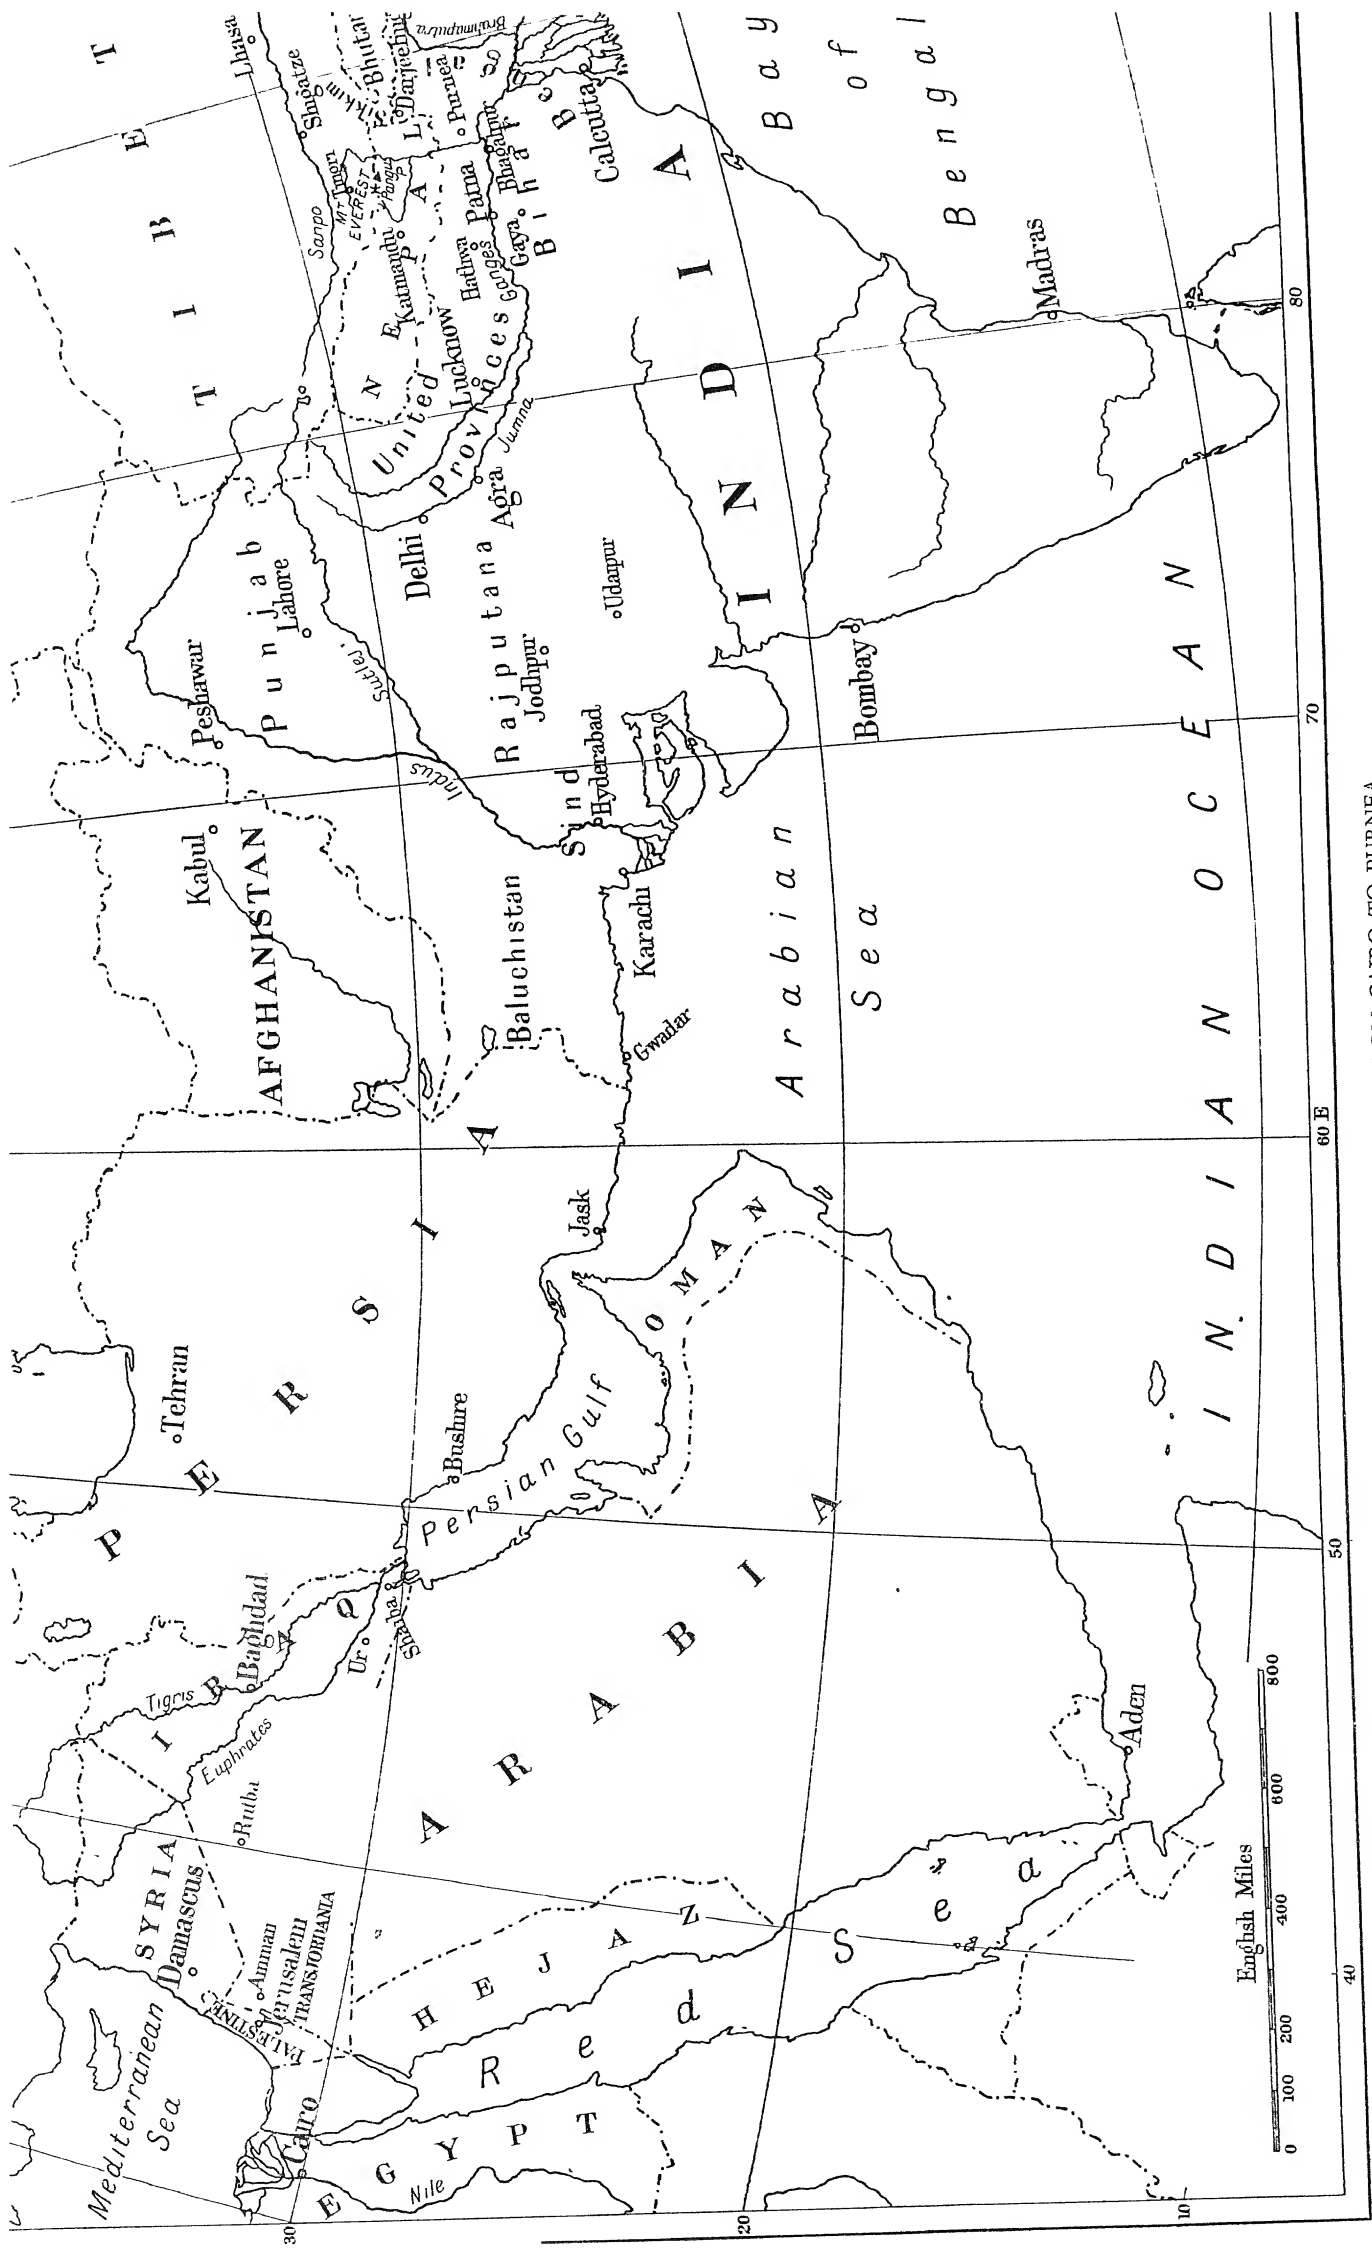 TIBET
Lhasa
Shigatze
Sikkim
Bhutan
Brahmaputra
Darjeeling
Purnea
Sanpo
MT EVEREST
NEPAL
Katmandu
Hathwa
Patna
Bhagalpur
Gaya
Bihar
Ganges
Calcutta
Bay
of
Bengal
United
Provinces
Lucknow
Jumna
Agra
Delhi
Punjab
Lahore
Sutlej
Peshawar
Indus
Rajputana
Jodhpur
Udaipur
Sind
Hyderabad
Karachi
INDIA
Bombay
Madras
Kabul
AFGHANISTAN
Baluchistan
Gwadar
Arabian
Sea
INDIAN OCEAN
PERSIA
Tehran
Jask
Bushure
Persian Gulf
OMAN
IRAQ
Tigris
Baghdad
Euphrates
Ur
Shaiba
Rutba
SYRIA
Damascus
Amman
Jerusalem
TRANSJORDANIA
PALESTINE
Mediterranean
Sea
Cairo
EGYPT
Nile
Red Sea
HEJAZ
ARABIA
Aden
English Miles
0 100 200 400 600 800
30
20
10
40
50
60 E
70
80